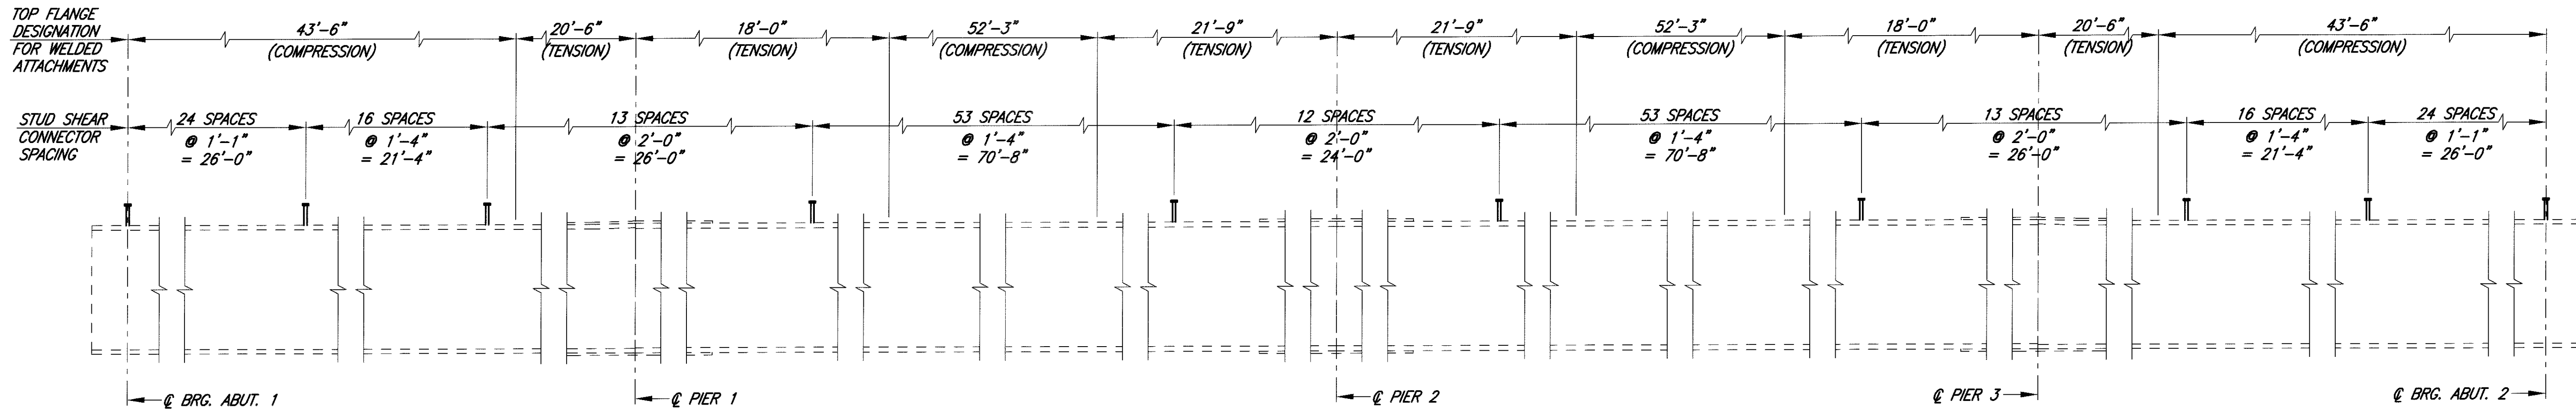 TOP FLANGE
DESIGNATION
FOR WELDED
ATTACHMENTS
43'-6"
(COMPRESSION)
20'-6"
(TENSION)
18'-0"
(TENSION)
52'-3"
(COMPRESSION)
21'-9"
(TENSION)
21'-9"
(TENSION)
52'-3"
(COMPRESSION)
18'-0"
(TENSION)
20'-6"
(TENSION)
43'-6"
(COMPRESSION)
STUD SHEAR
CONNECTOR
SPACING
24 SPACES
@ 1'-1"
= 26'-0"
16 SPACES
@ 1'-4"
= 21'-4"
13 SPACES
@ 2'-0"
= 26'-0"
53 SPACES
@ 1'-4"
= 70'-8"
12 SPACES
@ 2'-0"
= 24'-0"
53 SPACES
@ 1'-4"
= 70'-8"
13 SPACES
@ 2'-0"
= 26'-0"
16 SPACES
@ 1'-4"
= 21'-4"
24 SPACES
@ 1'-1"
= 26'-0"
℄ BRG. ABUT. 1
℄ PIER 1
℄ PIER 2
℄ PIER 3
℄ BRG. ABUT. 2